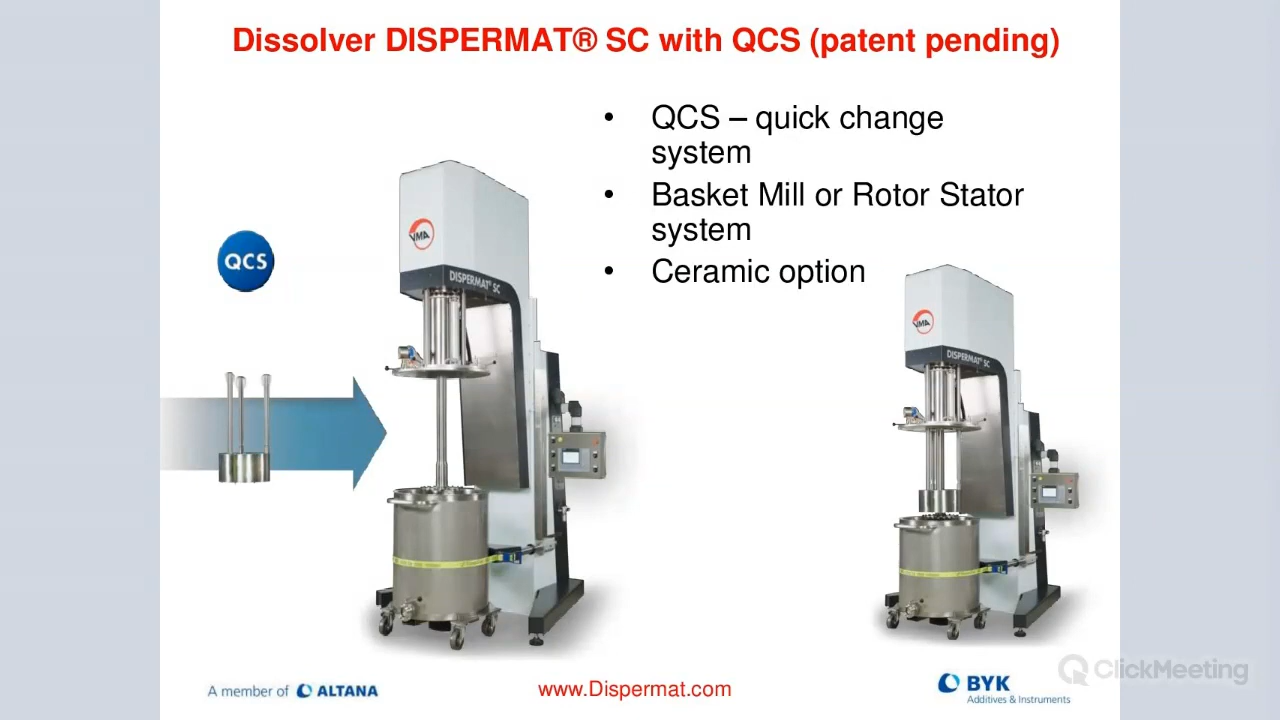 Dissolver DISPERMAT® SC with QCS (patent pending)
• QCS – quick change
system
• Basket Mill or Rotor Stator
system
• Ceramic option
QCS
VMA
DISPERMAT® SC
VMA
DISPERMAT® SC
A member of ALTANA
www.Dispermat.com
BYK
Additives & Instruments
ClickMeeting